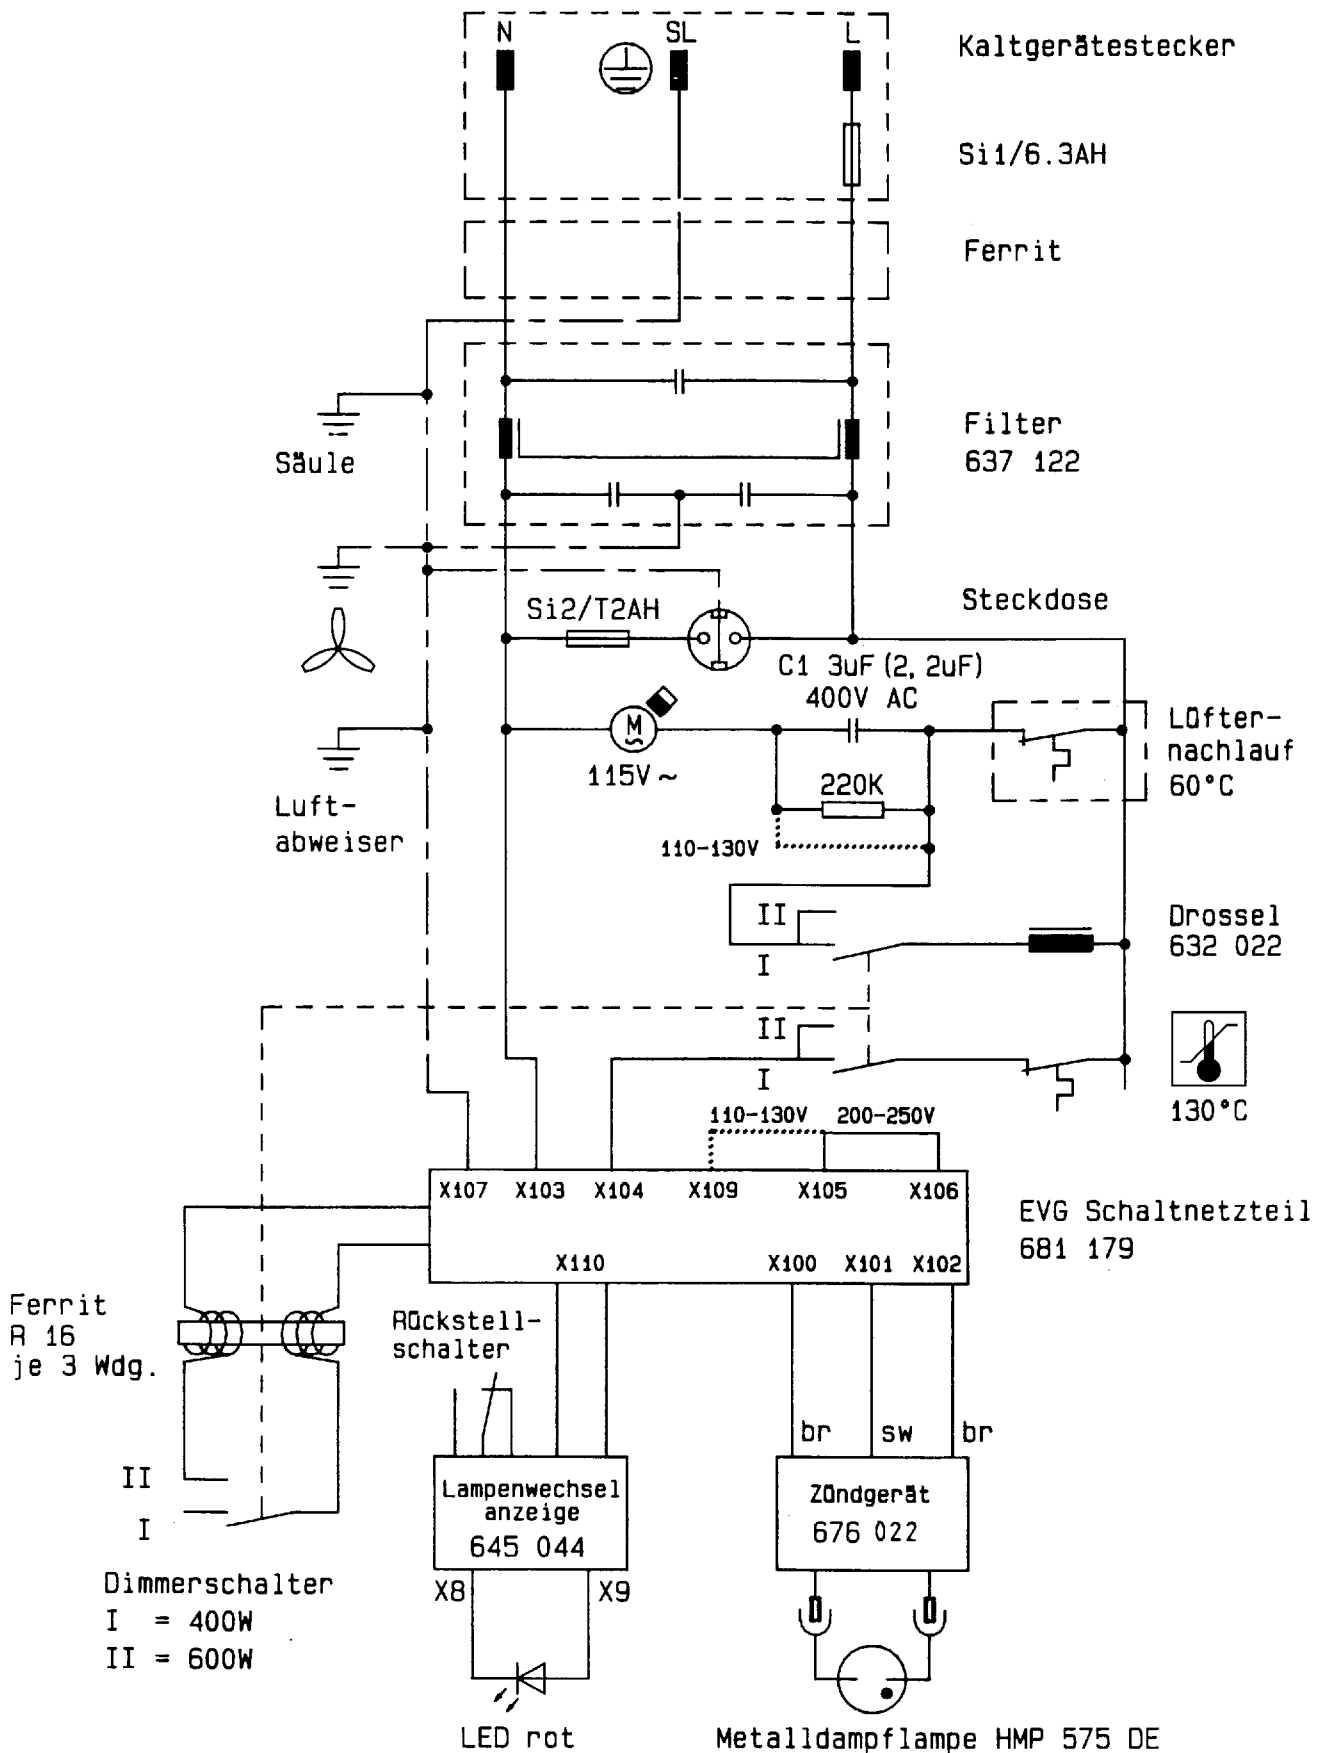 N
SL
L
Kaltgerätestecker
Si1/6.3AH
Ferrit
Filter
637 122
Säule
Si2/T2AH
Steckdose
C1 3uF (2, 2uF)
400V AC
M
115V ~
Lüfter-
nachlauf
60°C
220K
Luft-
abweiser
110-130V
II
I
Drossel
632 022
II
I
130°C
110-130V
200-250V
X107
X103
X104
X109
X105
X106
EVG Schaltnetzteil
681 179
X110
X100
X101
X102
Ferrit
R 16
je 3 Wdg.
Rückstell-
schalter
br
sw
br
II
I
Lampenwechsel
anzeige
645 044
Zündgerät
676 022
Dimmerschalter
I = 400W
II = 600W
X8
X9
LED rot
Metalldampflampe HMP 575 DE